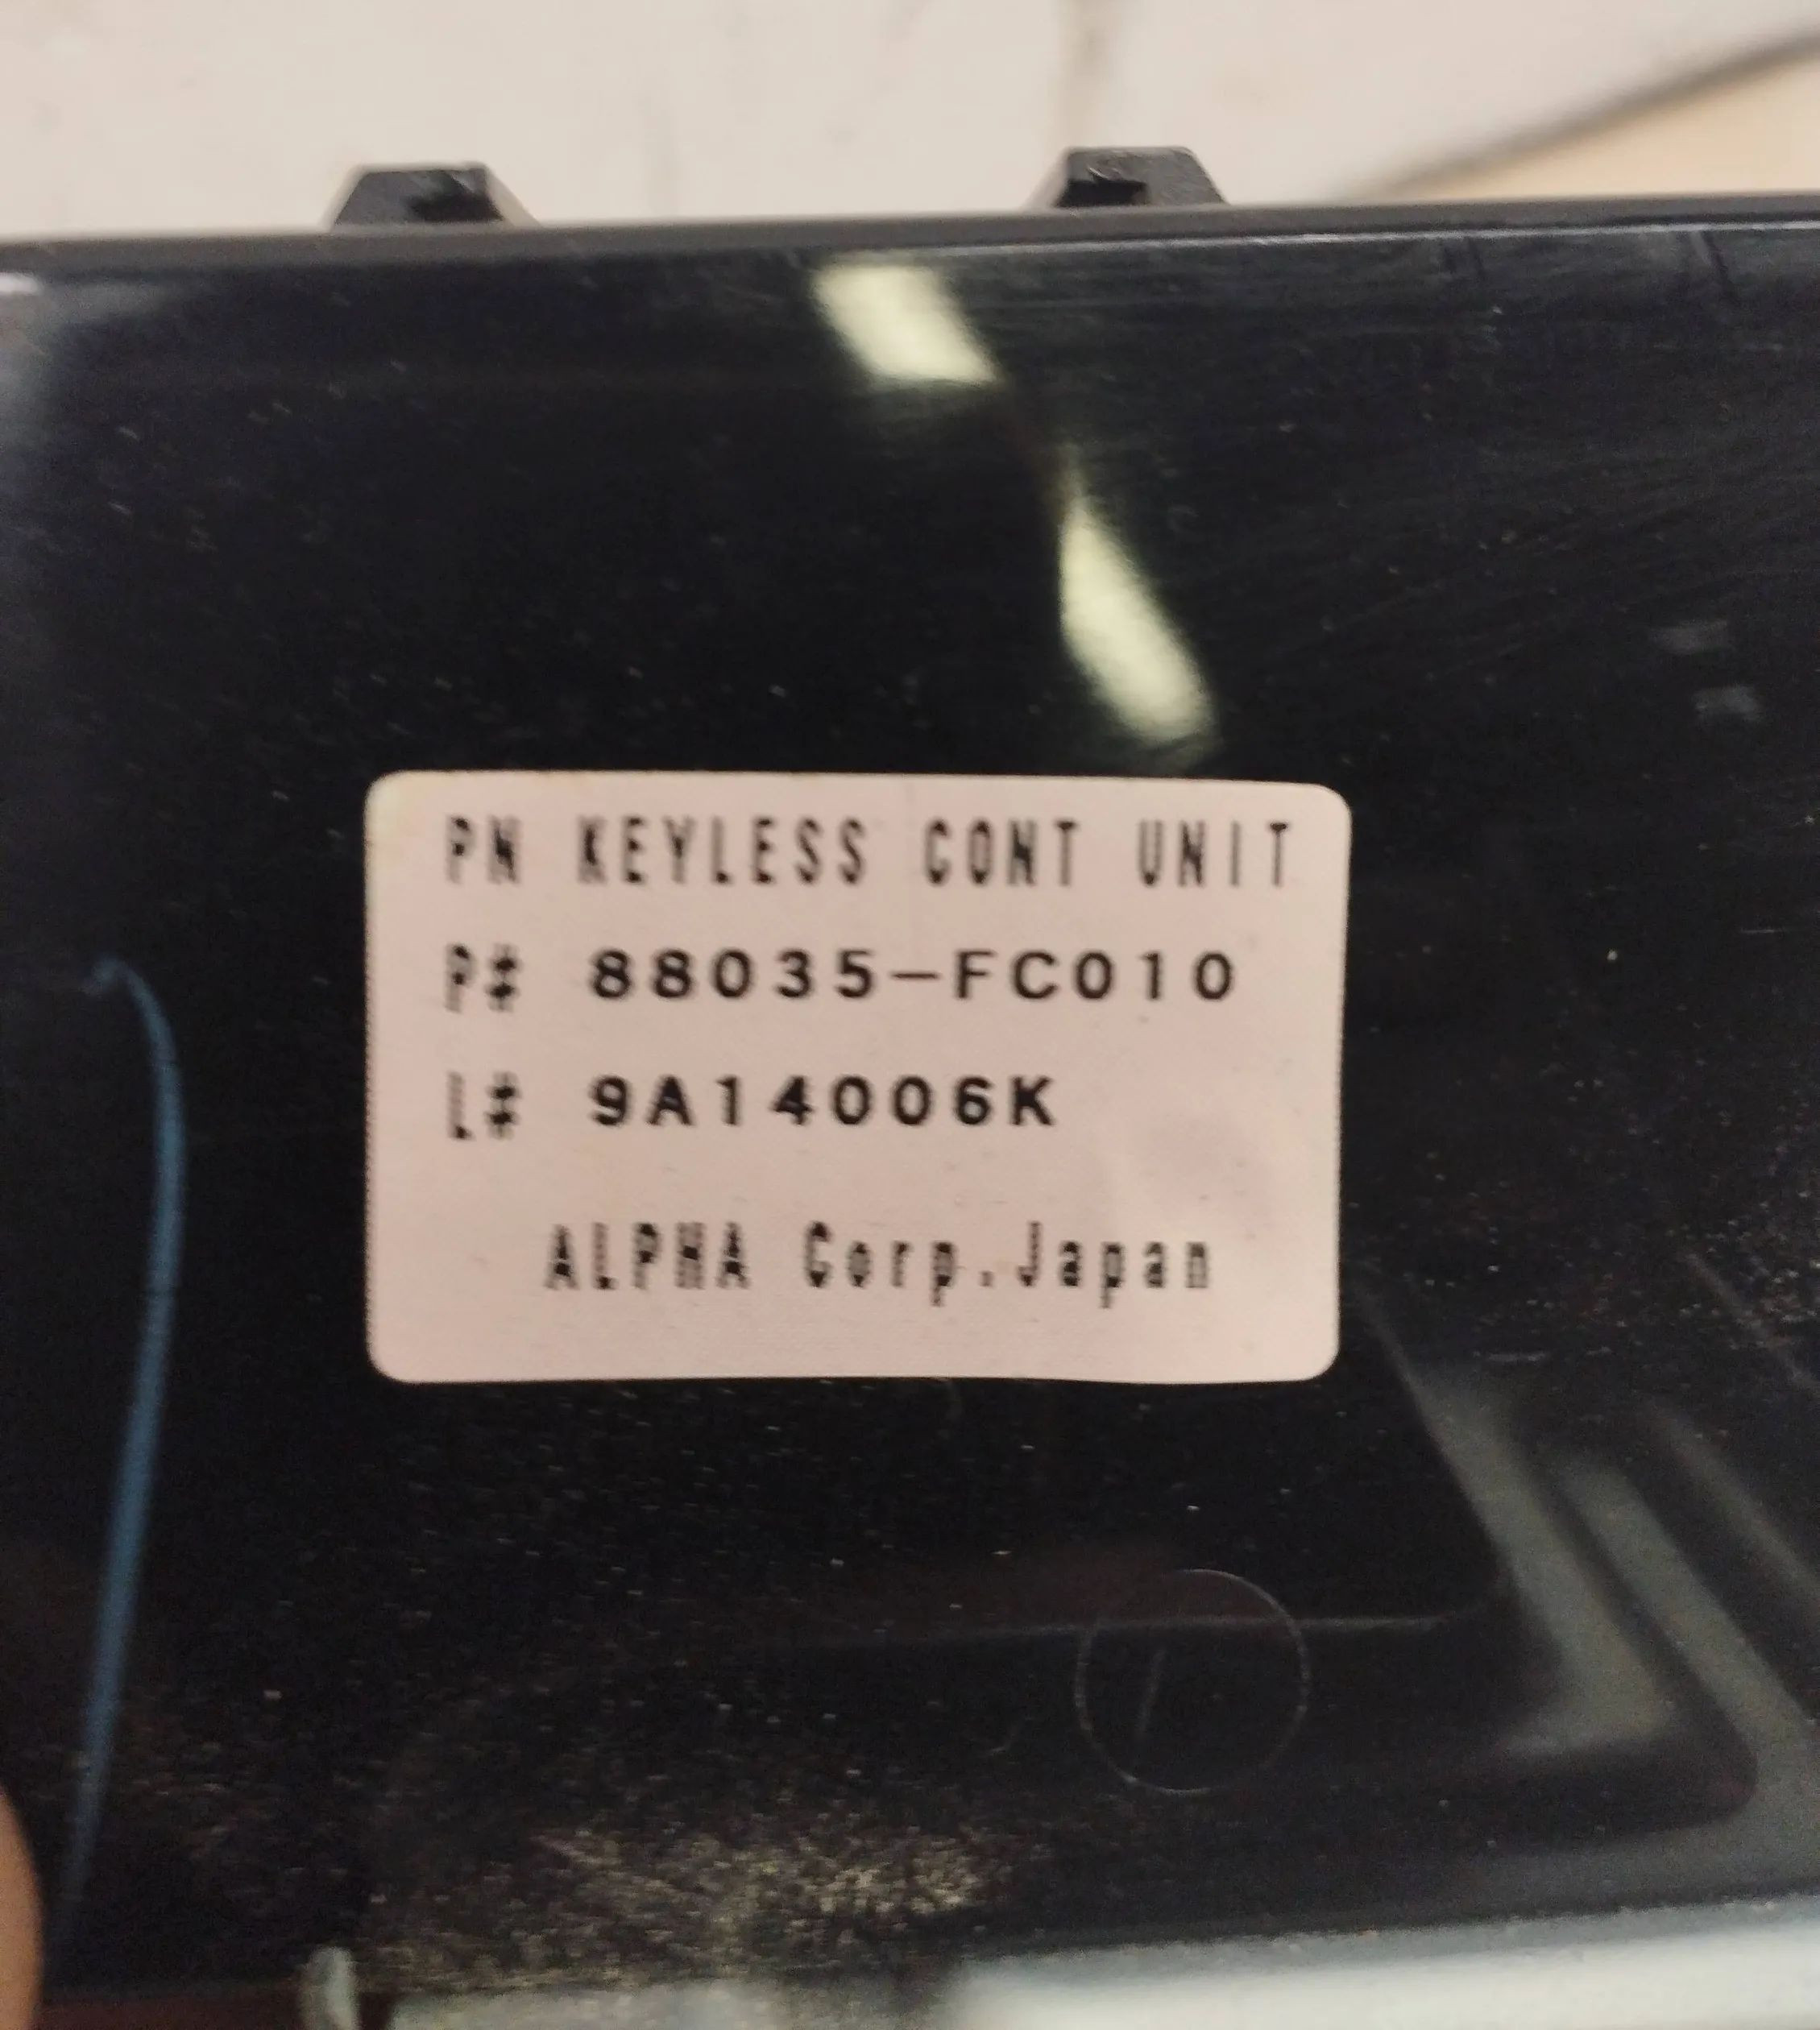 PN KEYLESS CONT UNIT
P# 88035-FC010
L# 9A14006K
ALPHA Corp.Japan